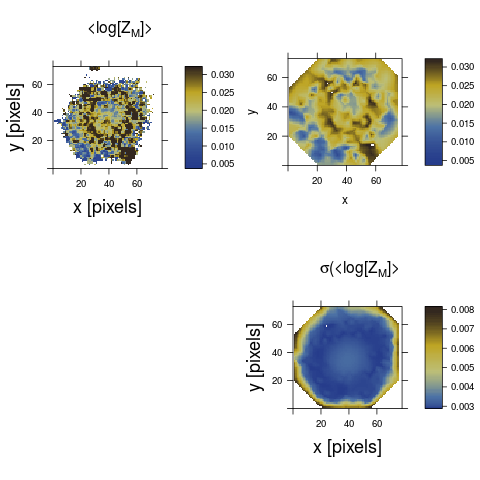 <log[Z_M]>
0.030
0.025
0.020
0.015
0.010
0.005
60
40
20
20 40 60
y [pixels]
x [pixels]
0.030
0.025
0.020
0.015
0.010
0.005
60
40
20
20 40 60
y
x
σ(<log[Z_M]>
0.008
0.007
0.006
0.005
0.004
0.003
60
40
20
20 40 60
y [pixels]
x [pixels]